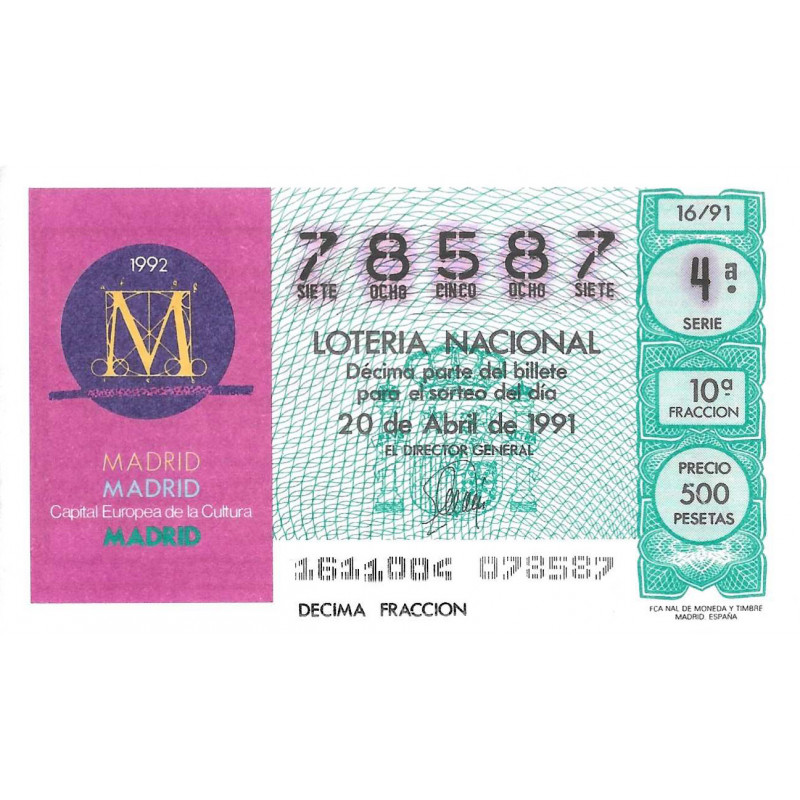 1992
M
MADRID
MADRID
Capital Europea de la Cultura
MADRID
7 8 5 8 7
SIETE OCHO CINCO OCHO SIETE
LOTERIA NACIONAL
Décima parte del billete
para el sorteo del día
20 de Abril de 1991
EL DIRECTOR GENERAL
1611004 078587
DECIMA FRACCION
16/91
4ª
SERIE
10ª
FRACCION
PRECIO
500
PESETAS
FCA NAL DE MONEDA Y TIMBRE
MADRID ESPAÑA